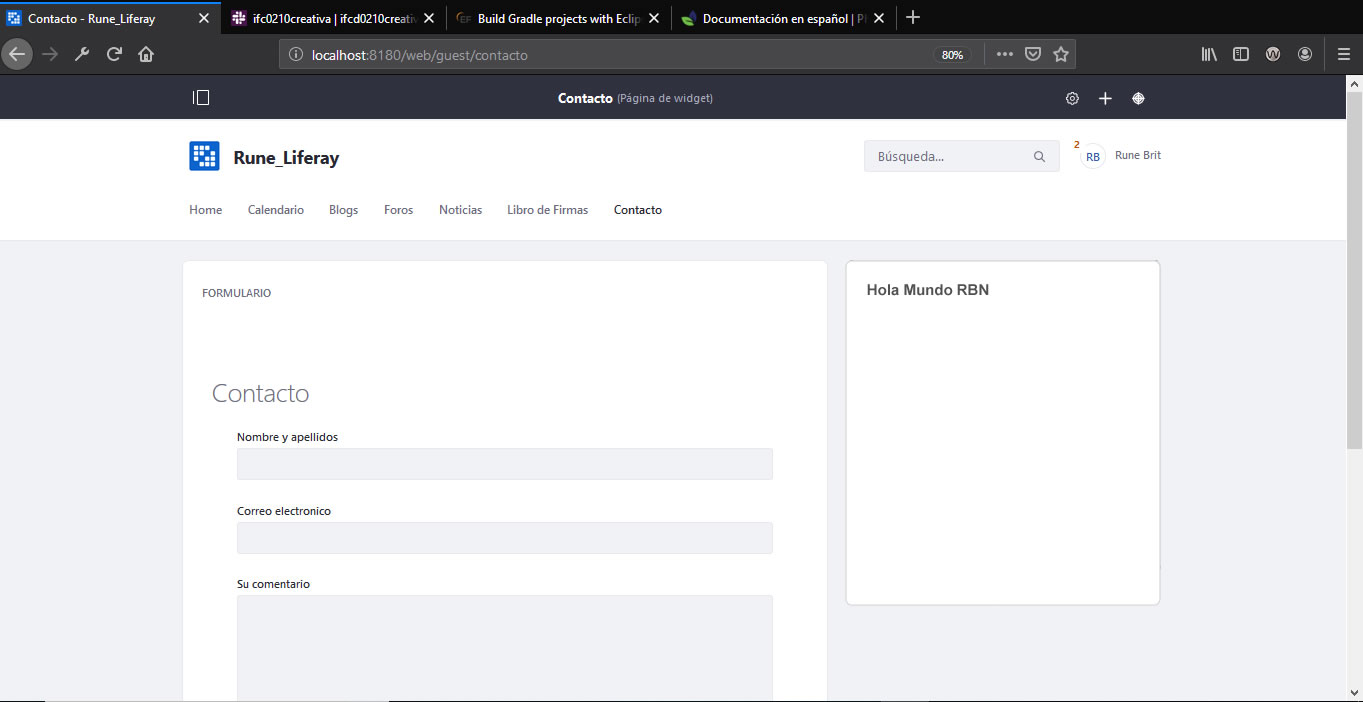 Contacto - Rune_Liferay
ifc0210creativa | ifcd0210creativ
EF Build Gradle projects with Eclip
Documentación en español | P
localhost:8180/web/guest/contacto
80%
Contacto (Página de widget)
Rune_Liferay
Búsqueda...
2
RB
Rune Brit
Home Calendario Blogs Foros Noticias Libro de Firmas Contacto
FORMULARIO
Hola Mundo RBN
Contacto
Nombre y apellidos
Correo electronico
Su comentario